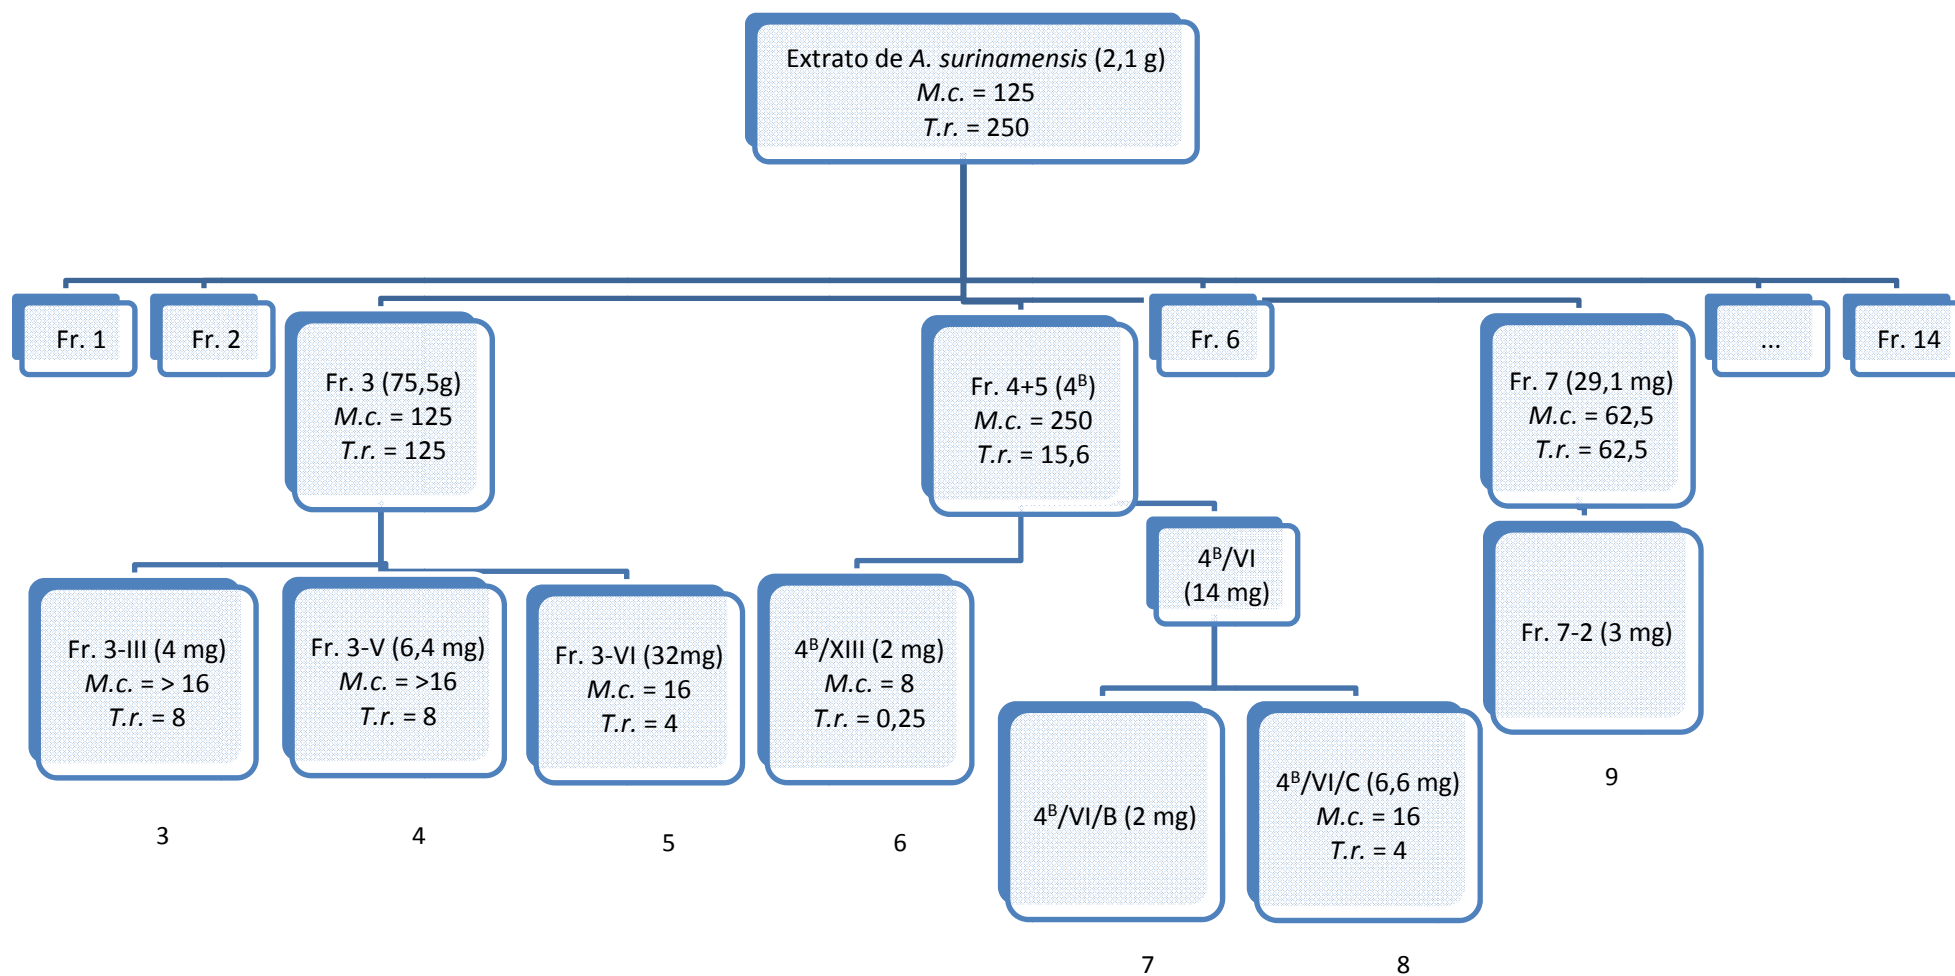 Extrato de A. surinamensis (2,1 g)
M.c. = 125
T.r. = 250
Fr. 1
Fr. 2
Fr. 3 (75,5g)
M.c. = 125
T.r. = 125
Fr. 4+5 (4ᴮ)
M.c. = 250
T.r. = 15,6
Fr. 6
Fr. 7 (29,1 mg)
M.c. = 62,5
T.r. = 62,5
...
Fr. 14
Fr. 3-III (4 mg)
M.c. = > 16
T.r. = 8
Fr. 3-V (6,4 mg)
M.c. = >16
T.r. = 8
Fr. 3-VI (32mg)
M.c. = 16
T.r. = 4
4ᴮ/XIII (2 mg)
M.c. = 8
T.r. = 0,25
4ᴮ/VI
(14 mg)
Fr. 7-2 (3 mg)
4ᴮ/VI/B (2 mg)
4ᴮ/VI/C (6,6 mg)
M.c. = 16
T.r. = 4
3
4
5
6
7
8
9